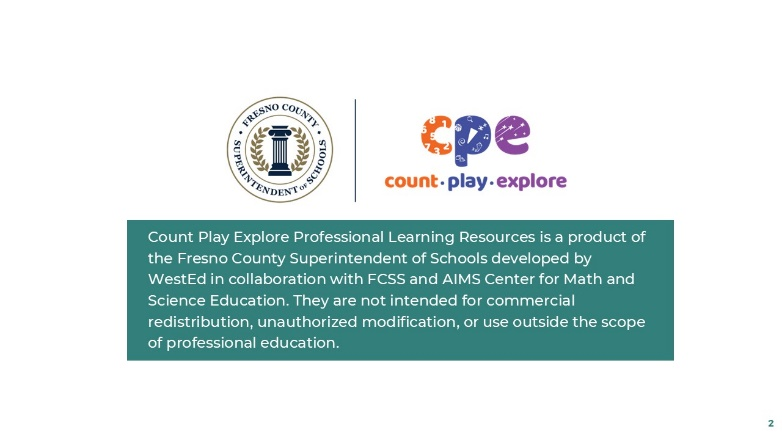 FRESNO COUNTY
SUPERINTENDENT OF SCHOOLS
cpe
count · play · explore
Count Play Explore Professional Learning Resources is a product of
the Fresno County Superintendent of Schools developed by
WestEd in collaboration with FCSS and AIMS Center for Math and
Science Education. They are not intended for commercial
redistribution, unauthorized modification, or use outside the scope
of professional education.
2